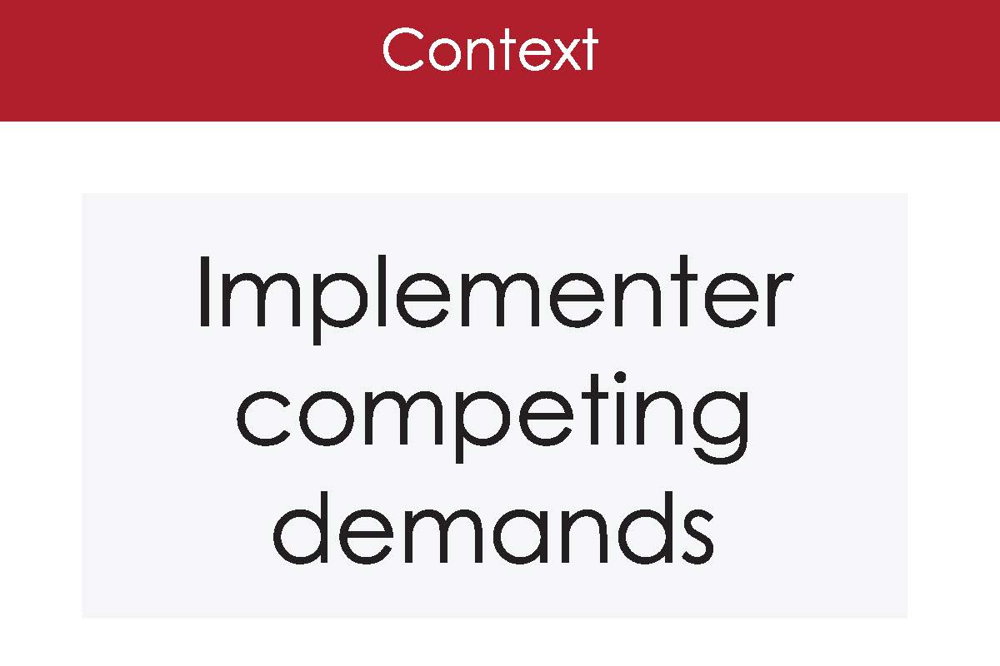 Context
Implementer
competing
demands